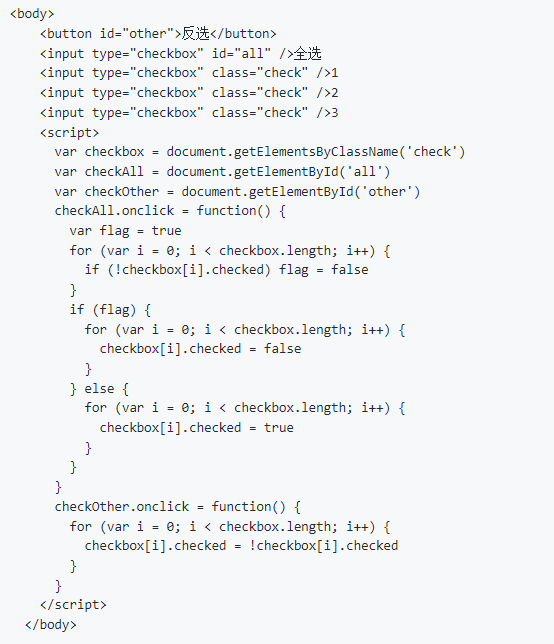 <body>
<button id="other">反选</button>
<input type="checkbox" id="all" />全选
<input type="checkbox" class="check" />1
<input type="checkbox" class="check" />2
<input type="checkbox" class="check" />3
<script>
var checkbox = document.getElementsByClassName('check')
var checkAll = document.getElementById('all')
var checkOther = document.getElementById('other')
checkAll.onclick = function() {
var flag = true
for (var i = 0; i < checkbox.length; i++) {
if (!checkbox[i].checked) flag = false
}
if (flag) {
for (var i = 0; i < checkbox.length; i++) {
checkbox[i].checked = false
}
} else {
for (var i = 0; i < checkbox.length; i++) {
checkbox[i].checked = true
}
}
}
checkOther.onclick = function() {
for (var i = 0; i < checkbox.length; i++) {
checkbox[i].checked = !checkbox[i].checked
}
}
</script>
</body>